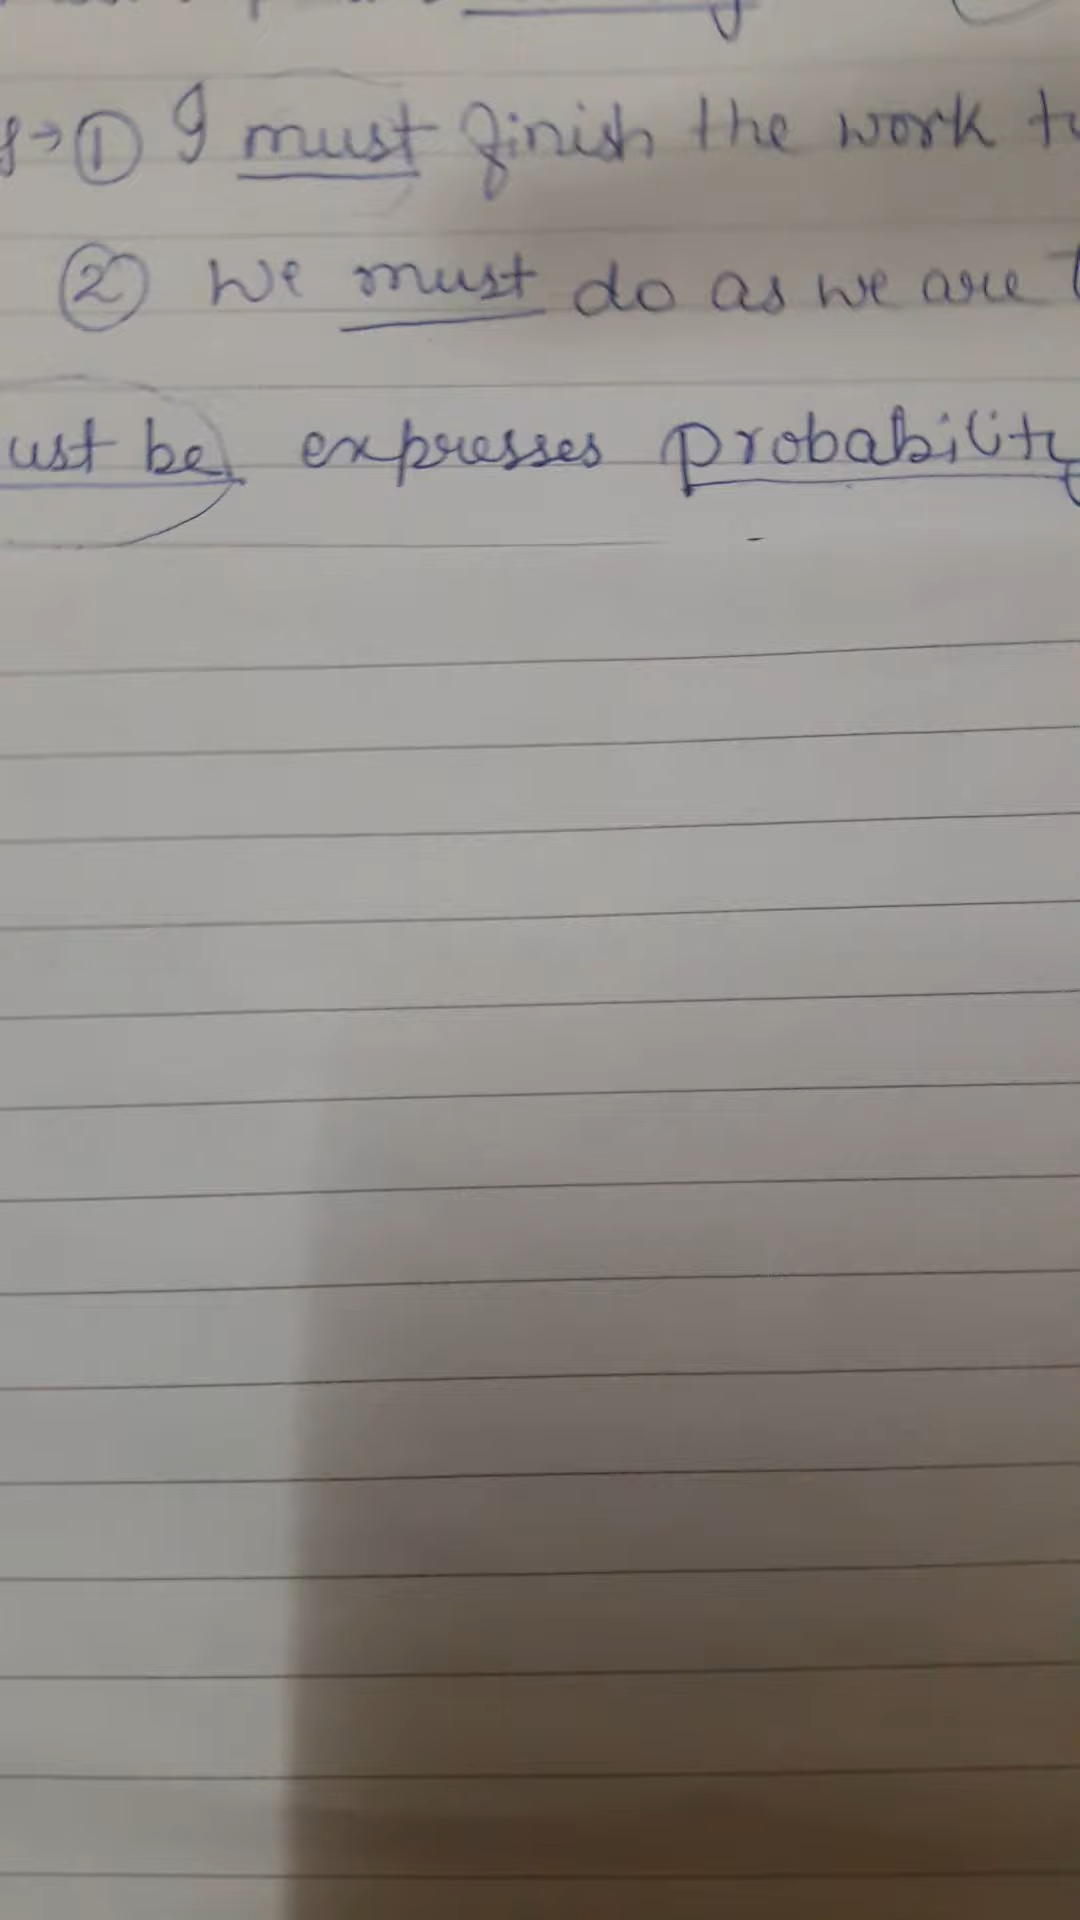 ① I must finish the work
② We must do as we are
ust be expresses probability